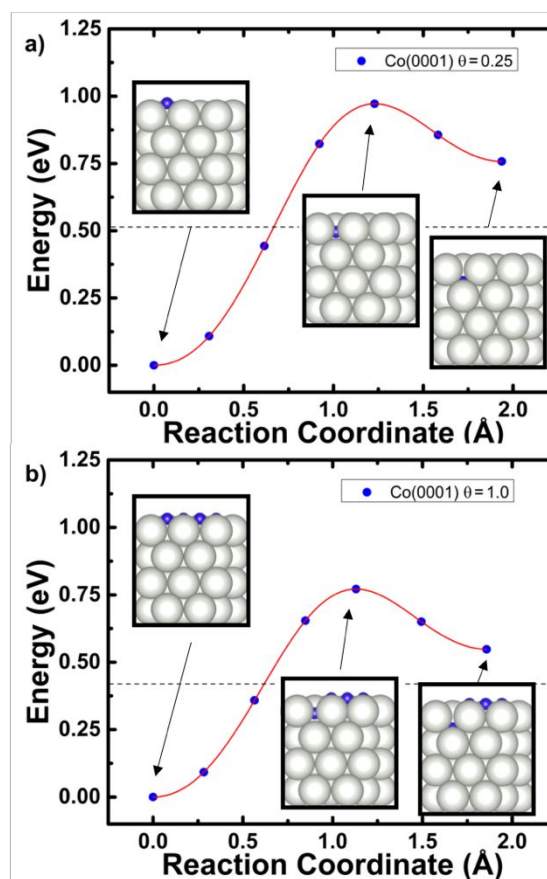 a)
Co(0001) θ = 0.25
Energy (eV)
1.25
1.00
0.75
0.50
0.25
0.00
0.0 0.5 1.0 1.5 2.0
Reaction Coordinate (Å)
b)
Co(0001) θ = 1.0
Energy (eV)
1.25
1.00
0.75
0.50
0.25
0.00
0.0 0.5 1.0 1.5 2.0
Reaction Coordinate (Å)